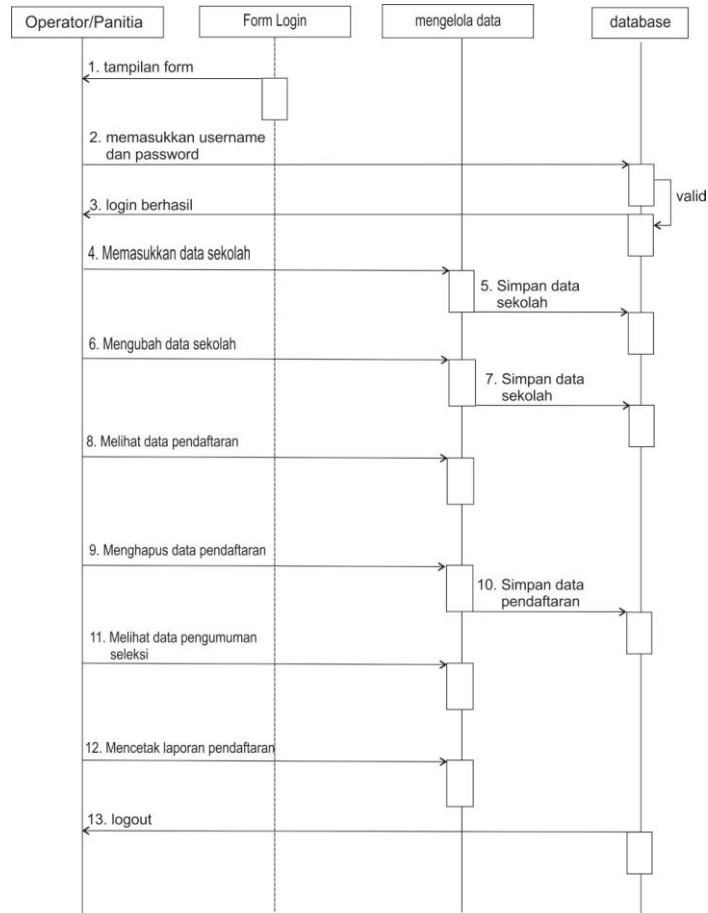 Operator/Panitia
Form Login
mengelola data
database
1. tampilan form
2. memasukkan username
dan password
valid
3. login berhasil
4. Memasukkan data sekolah
5. Simpan data
sekolah
6. Mengubah data sekolah
7. Simpan data
sekolah
8. Melihat data pendaftaran
9. Menghapus data pendaftaran
10. Simpan data
pendaftaran
11. Melihat data pengumuman
seleksi
12. Mencetak laporan pendaftaran
13. logout